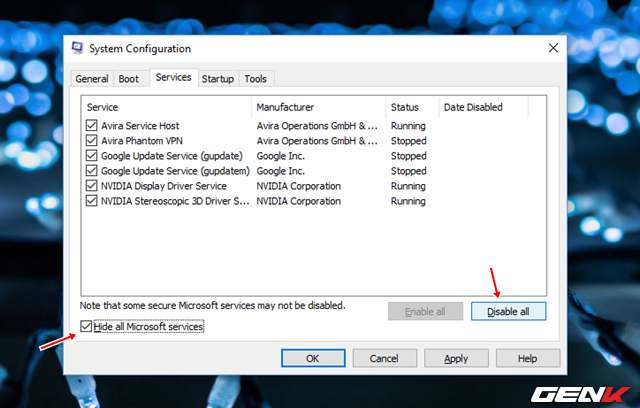 System Configuration
General Boot Services Startup Tools
Service Manufacturer Status Date Disabled
Avira Service Host Avira Operations GmbH & ... Running
Avira Phantom VPN Avira Operations GmbH & ... Stopped
Google Update Service (gupdate) Google Inc. Stopped
Google Update Service (gupdatem) Google Inc. Stopped
NVIDIA Display Driver Service NVIDIA Corporation Running
NVIDIA Stereoscopic 3D Driver S... NVIDIA Corporation Running
Note that some secure Microsoft services may not be disabled.
Enable all Disable all
Hide all Microsoft services
OK Cancel Apply Help
GENK